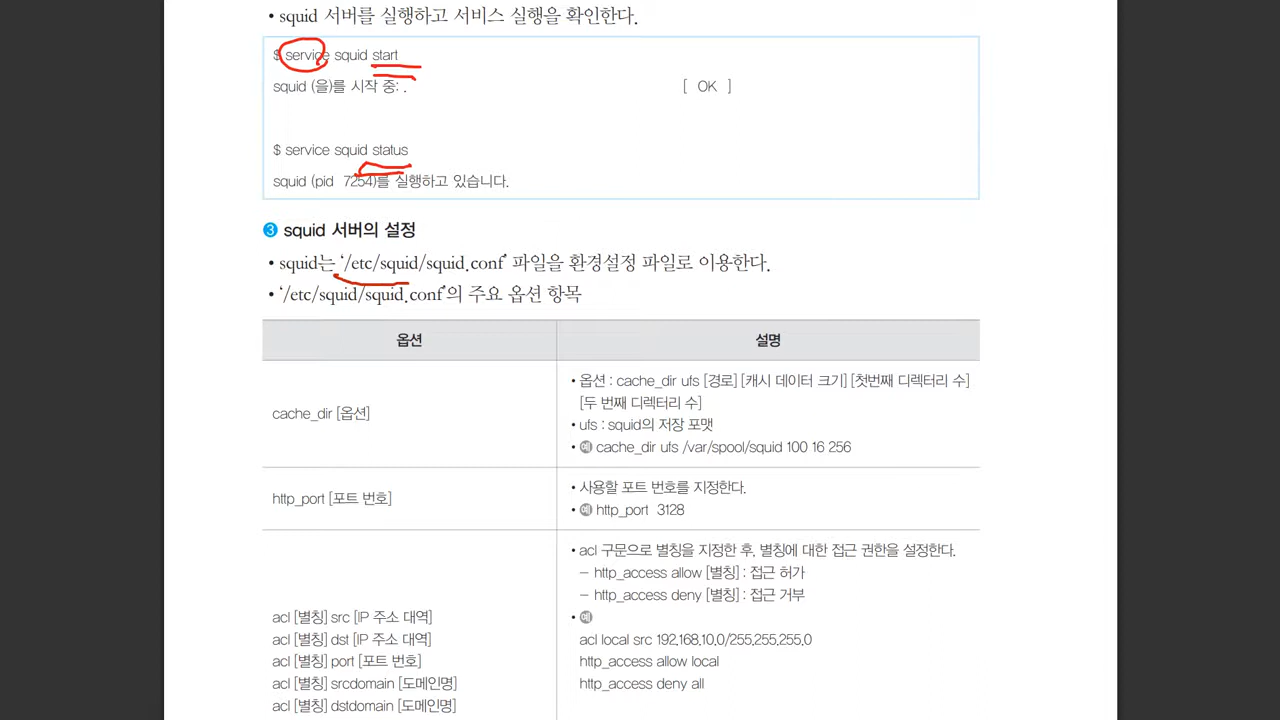 • squid 서버를 실행하고 서비스 실행을 확인한다.
$ service squid start
squid (을)를 시작 중: . [ OK ]
$ service squid status
squid (pid 7254)를 실행하고 있습니다.
3 squid 서버의 설정
• squid는 ‘/etc/squid/squid.conf’ 파일을 환경설정 파일로 이용한다.
• ‘/etc/squid/squid.conf’의 주요 옵션 항목
옵션 설명
cache_dir [옵션]
• 옵션 : cache_dir ufs [경로] [캐시 데이터 크기] [첫번째 디렉터리 수]
[두 번째 디렉터리 수]
• ufs : squid의 저장 포맷
• 예 cache_dir ufs /var/spool/squid 100 16 256
http_port [포트 번호]
• 사용할 포트 번호를 지정한다.
• 예 http_port 3128
acl [별칭] src [IP 주소 대역]
acl [별칭] dst [IP 주소 대역]
acl [별칭] port [포트 번호]
acl [별칭] srcdomain [도메인명]
acl [별칭] dstdomain [도메인명]
• acl 구문으로 별칭을 지정한 후, 별칭에 대한 접근 권한을 설정한다.
– http_access allow [별칭] : 접근 허가
– http_access deny [별칭] : 접근 거부
• 예
acl local src 192.168.10.0/255.255.255.0
http_access allow local
http_access deny all